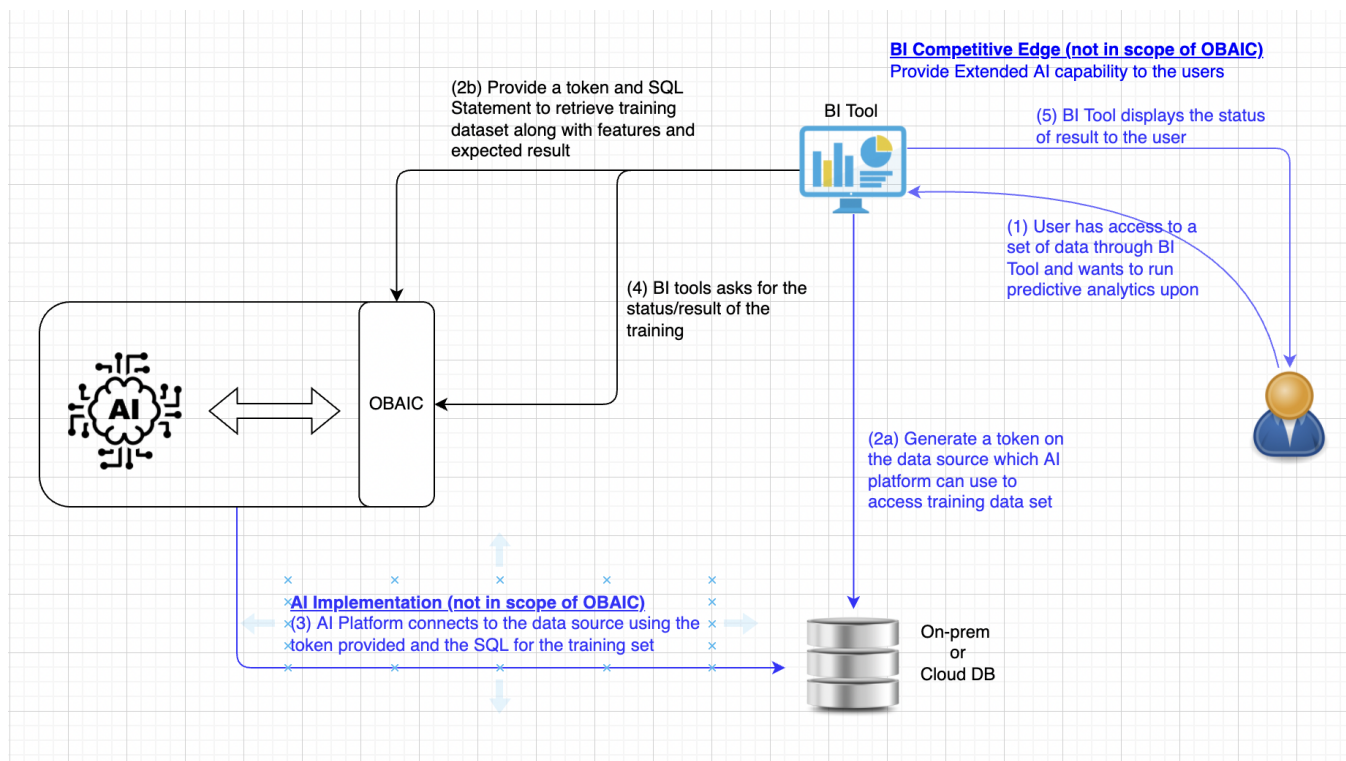 BI Competitive Edge (not in scope of OBAIC)
Provide Extended AI capability to the users
(2b) Provide a token and SQL
Statement to retrieve training
dataset along with features and
expected result
BI Tool
(5) BI Tool displays the status
of result to the user
(1) User has access to a
set of data through BI
Tool and wants to run
predictive analytics upon
(4) BI tools asks for the
status/result of the
training
AI
OBAIC
(2a) Generate a token on
the data source which AI
platform can use to
access training data set
AI Implementation (not in scope of OBAIC)
(3) AI Platform connects to the data source using the
token provided and the SQL for the training set
On-prem
or
Cloud DB